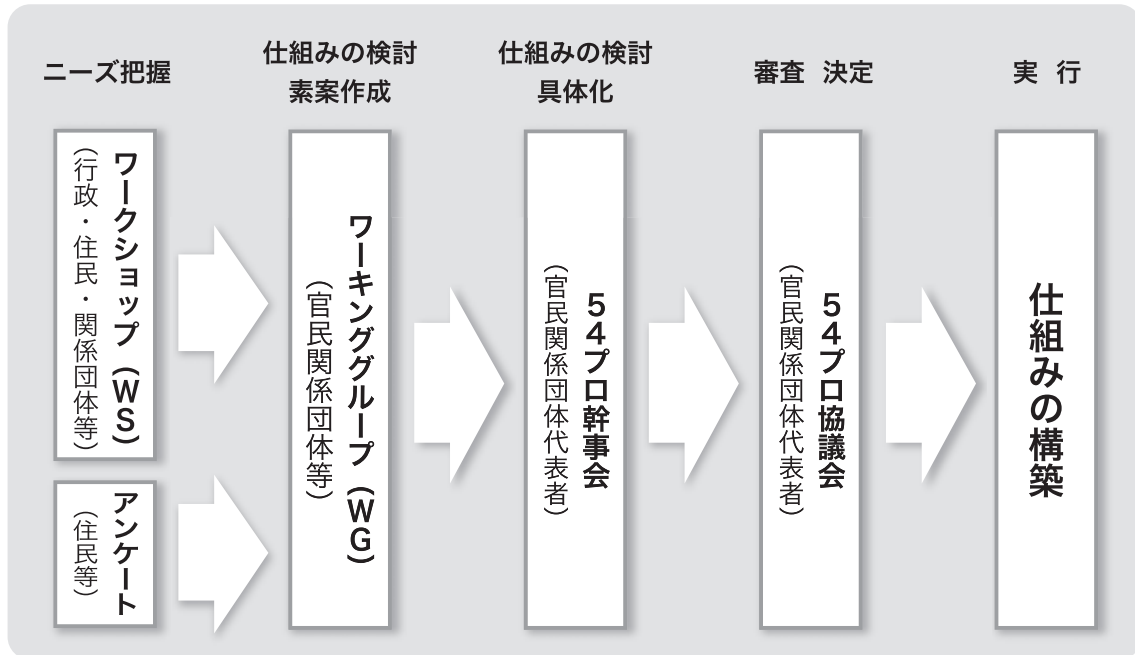 ニーズ把握
仕組みの検討
素案作成
仕組みの検討
具体化
審査 決定
実 行
ワークショップ（WS）
（行政・住民・関係団体等）
アンケート
（住民等）
ワーキンググループ（WG）
（官民関係団体等）
54プロ幹事会
（官民関係団体代表者）
54プロ協議会
（官民関係団体代表者）
仕組みの構築